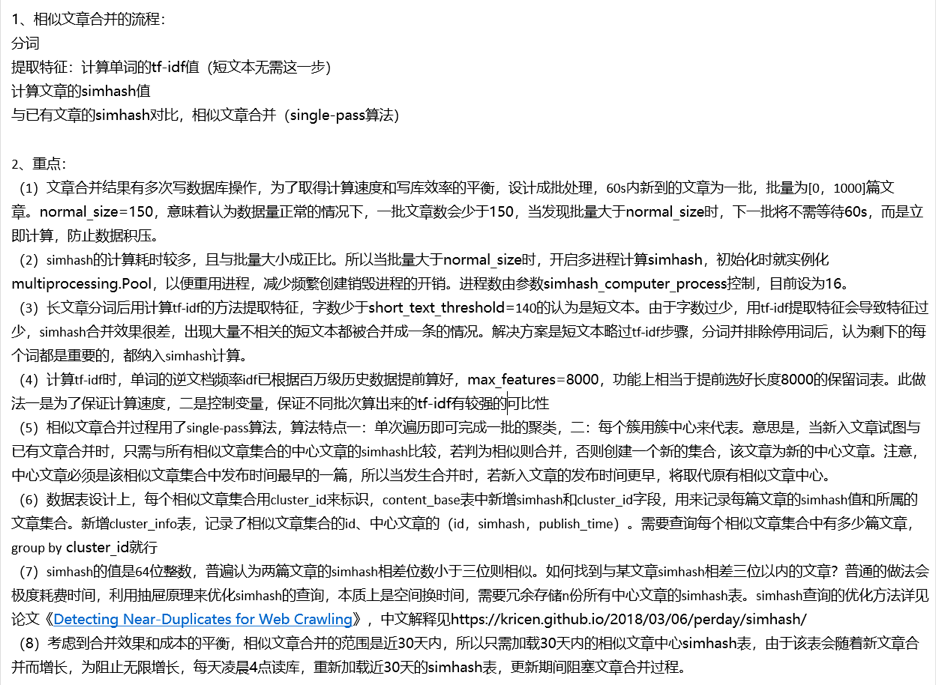 1、相似文章合并的流程：
分词
提取特征：计算单词的tf-idf值（短文本无需这一步）
计算文章的simhash值
与已有文章的simhash对比，相似文章合并（single-pass算法）
2、重点：
（1）文章合并结果有多次写数据库操作，为了取得计算速度和写库效率的平衡，设计成批处理，60s内新到的文章为一批，批量为[0，1000]篇文
章。normal_size=150，意味着认为数据量正常的情况下，一批文章数会少于150，当发现批量大于normal_size时，下一批将不需等待60s，而是立
即计算，防止数据积压。
（2）simhash的计算耗时较多，且与批量大小成正比。所以当批量大于normal_size时，开启多进程计算simhash，初始化时就实例化
multiprocessing.Pool，以便重用进程，减少频繁创建销毁进程的开销。进程数由参数simhash_computer_process控制，目前设为16。
（3）长文章分词后用计算tf-idf的方法提取特征，字数少于short_text_threshold=140的认为是短文本。由于字数过少，用tf-idf提取特征会导致特征过
少，simhash合并效果很差，出现大量不相关的短文本都被合并成一条的情况。解决方案是短文本略过tf-idf步骤，分词并排除停用词后，认为剩下的每
个词都是重要的，都纳入simhash计算。
（4）计算tf-idf时，单词的逆文档频率idf已根据百万级历史数据提前算好，max_features=8000，功能上相当于提前选好长度8000的保留词表。此做
法一是为了保证计算速度，二是控制变量，保证不同批次算出来的tf-idf有较强的可比性
（5）相似文章合并过程用了single-pass算法，算法特点一：单次遍历即可完成一批的聚类，二：每个簇用簇中心来代表。意思是，当新入文章试图与
已有文章合并时，只需与所有相似文章集合的中心文章的simhash比较，若判为相似则合并，否则创建一个新的集合，该文章为新的中心文章。注意，
中心文章必须是该相似文章集合中发布时间最早的一篇，所以当发生合并时，若新入文章的发布时间更早，将取代原有相似文章中心。
（6）数据表设计上，每个相似文章集合用cluster_id来标识，content_base表中新增simhash和cluster_id字段，用来记录每篇文章的simhash值和所属的
文章集合。新增cluster_info表，记录了相似文章集合的id、中心文章的（id，simhash，publish_time）。需要查询每个相似文章集合中有多少篇文章，
group by cluster_id就行
（7）simhash的值是64位整数，普遍认为两篇文章的simhash相差位数小于三位则相似。如何找到与某文章simhash相差三位以内的文章？普通的做法会
极度耗费时间，利用抽屉原理来优化simhash的查询，本质上是空间换时间，需要冗余存储n份所有中心文章的simhash表。simhash查询的优化方法详见
论文《Detecting Near-Duplicates for Web Crawling》，中文解释见https://kricen.github.io/2018/03/06/perday/simhash/
（8）考虑到合并效果和成本的平衡，相似文章合并的范围是近30天内，所以只需加载30天内的相似文章中心simhash表，由于该表会随着新文章合
并而增长，为阻止无限增长，每天凌晨4点读库，重新加载近30天的simhash表，更新期间阻塞文章合并过程。